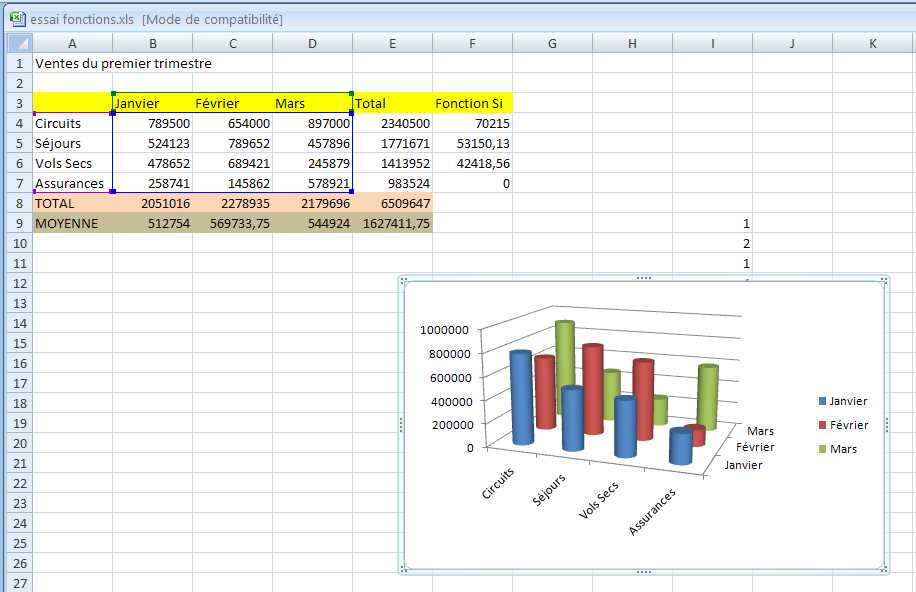 essai fonctions.xls [Mode de compatibilité]
A B C D E F G H I J K
1 Ventes du premier trimestre
2
3 Janvier Février Mars Total Fonction Si
4 Circuits 789500 654000 897000 2340500 70215
5 Séjours 524123 789652 457896 1771671 53150,13
6 Vols Secs 478652 689421 245879 1413952 42418,56
7 Assurances 258741 145862 578921 983524 0
8 TOTAL 2051016 2278935 2179696 6509647
9 MOYENNE 512754 569733,75 544924 1627411,75 1
10 2
11 1
12
13
14
15
16
17
18
19
20
21
22
23
24
25
26
27
1000000
800000
600000
400000
200000
0
Circuits
Séjours
Vols Secs
Assurances
Mars
Février
Janvier
Janvier
Février
Mars